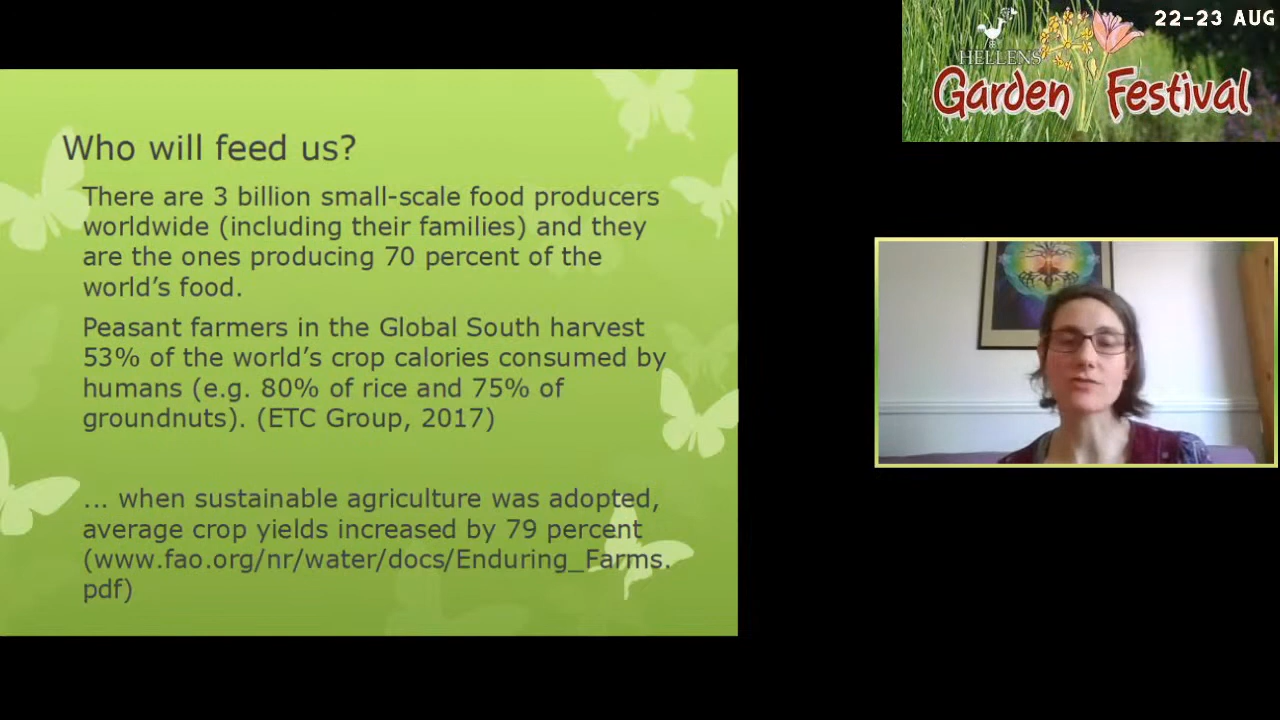 22-23 AUG
HELLENS
Garden Festival
Who will feed us?
There are 3 billion small-scale food producers
worldwide (including their families) and they
are the ones producing 70 percent of the
world’s food.
Peasant farmers in the Global South harvest
53% of the world’s crop calories consumed by
humans (e.g. 80% of rice and 75% of
groundnuts). (ETC Group, 2017)
... when sustainable agriculture was adopted,
average crop yields increased by 79 percent
(www.fao.org/nr/water/docs/Enduring_Farms.
pdf)